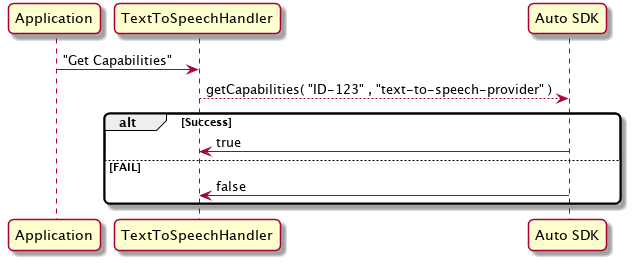 Application TextToSpeechHandler Auto SDK
"Get Capabilities"
getCapabilities( "ID-123" , "text-to-speech-provider" )
alt [Success]
true
[FAIL]
false
Application TextToSpeechHandler Auto SDK